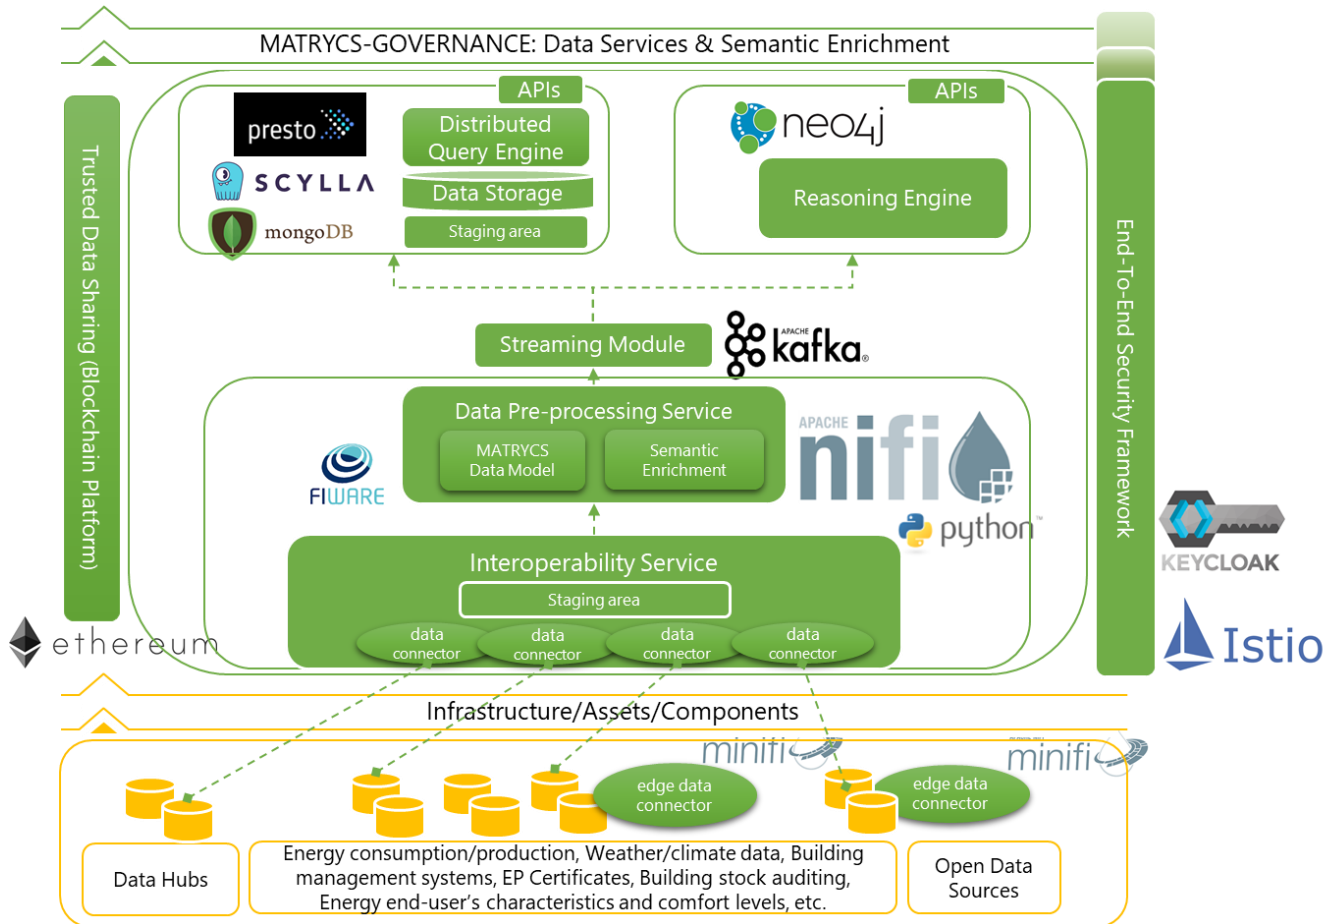 MATRYCS-GOVERNANCE: Data Services & Semantic Enrichment
APIs
presto
Distributed
Query Engine
SCYLLA
Data Storage
mongoDB
Staging area
APIs
neo4j
Reasoning Engine
Trusted Data Sharing (Blockchain Platform)
End-To-End Security Framework
Streaming Module
APACHE
kafka®
Data Pre-processing Service
MATRYCS
Data Model
Semantic
Enrichment
FIWARE
APACHE
nifi
python™
Interoperability Service
Staging area
data
connector
data
connector
data
connector
data
connector
KEYCLOAK
Istio
ethereum
Infrastructure/Assets/Components
minifi
minifi
edge data
connector
edge data
connector
Data Hubs
Energy consumption/production, Weather/climate data, Building
management systems, EP Certificates, Building stock auditing,
Energy end-user's characteristics and comfort levels, etc.
Open Data
Sources